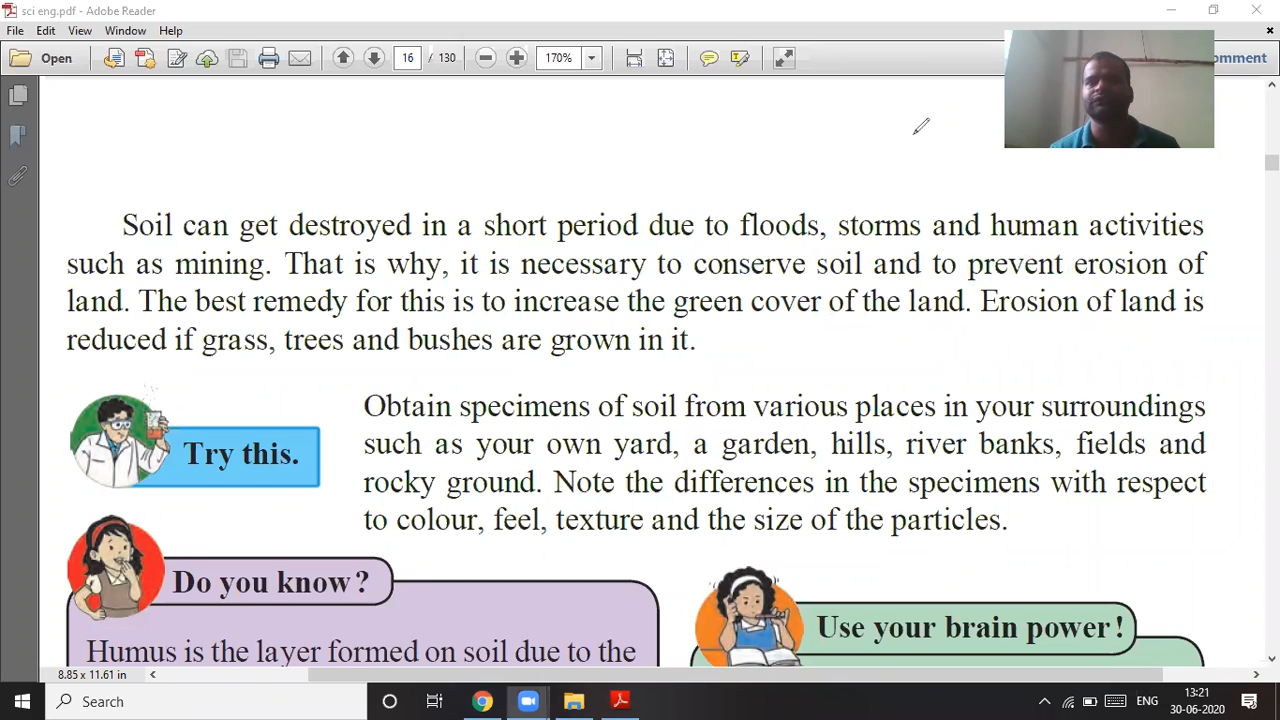 sci eng.pdf - Adobe Reader
File Edit View Window Help
Open 16 / 130 170% omment
Soil can get destroyed in a short period due to floods, storms and human activities
such as mining. That is why, it is necessary to conserve soil and to prevent erosion of
land. The best remedy for this is to increase the green cover of the land. Erosion of land is
reduced if grass, trees and bushes are grown in it.
Try this.
Obtain specimens of soil from various places in your surroundings
such as your own yard, a garden, hills, river banks, fields and
rocky ground. Note the differences in the specimens with respect
to colour, feel, texture and the size of the particles.
Do you know?
Humus is the layer formed on soil due to the
Use your brain power!
8.85 x 11.61 in
Search
ENG
13:21
30-06-2020